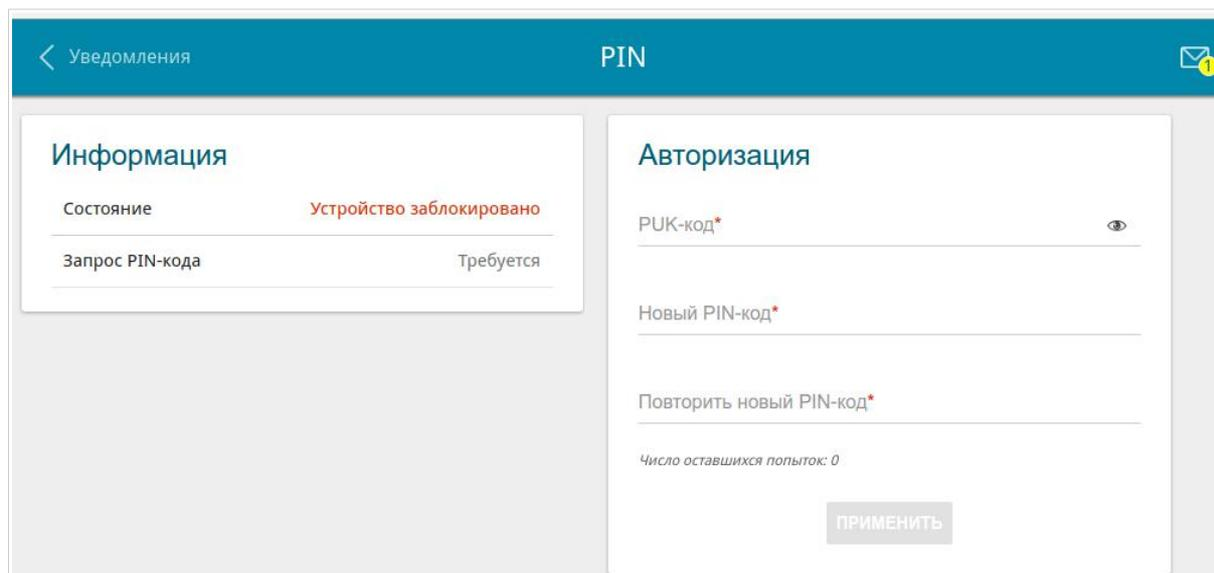 Уведомления
PIN
1
Информация
Состояние Устройство заблокировано
Запрос PIN-кода Требуется
Авторизация
PUK-код*
Новый PIN-код*
Повторить новый PIN-код*
Число оставшихся попыток: 0
ПРИМЕНИТЬ